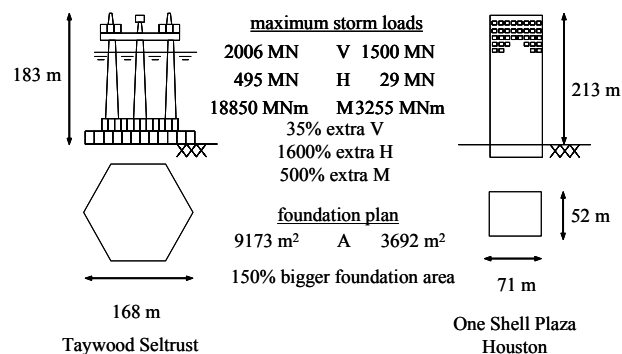 maximum storm loads
2006 MN V 1500 MN
183 m
495 MN H 29 MN
213 m
18850 MNm M3255 MNm
35% extra V
1600% extra H
500% extra M
foundation plan
52 m
9173 m² A 3692 m²
150% bigger foundation area
168 m
71 m
Taywood Seltrust
One Shell Plaza
Houston